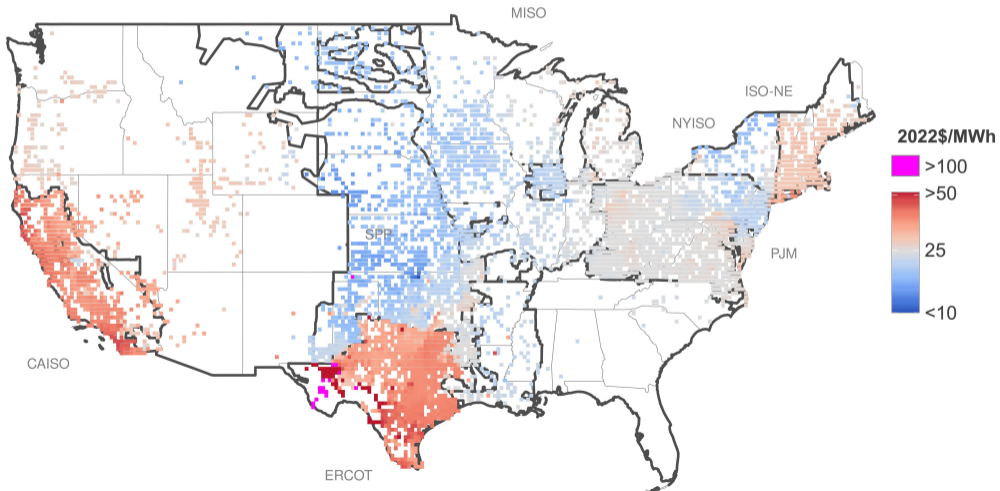 MISO
ISO-NE
NYISO
2022$/MWh
>100
>50
SPP
25
PJM
<10
CAISO
ERCOT